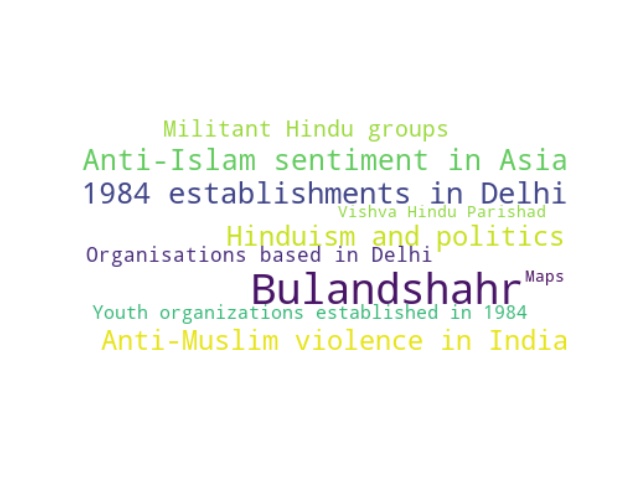 Militant Hindu groups
Anti-Islam sentiment in Asia
1984 establishments in Delhi
Vishva Hindu Parishad
Hinduism and politics
Organisations based in Delhi
Bulandshahr
Maps
Youth organizations established in 1984
Anti-Muslim violence in India